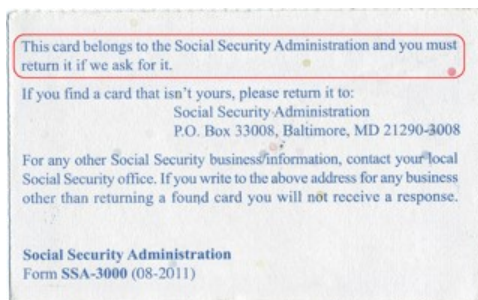 This card belongs to the Social Security Administration and you must
return it if we ask for it.
If you find a card that isn't yours, please return it to:
Social Security Administration
P.O. Box 33008, Baltimore, MD 21290-3008
For any other Social Security business/information, contact your local
Social Security office. If you write to the above address for any business
other than returning a found card you will not receive a response.
Social Security Administration
Form SSA-3000 (08-2011)